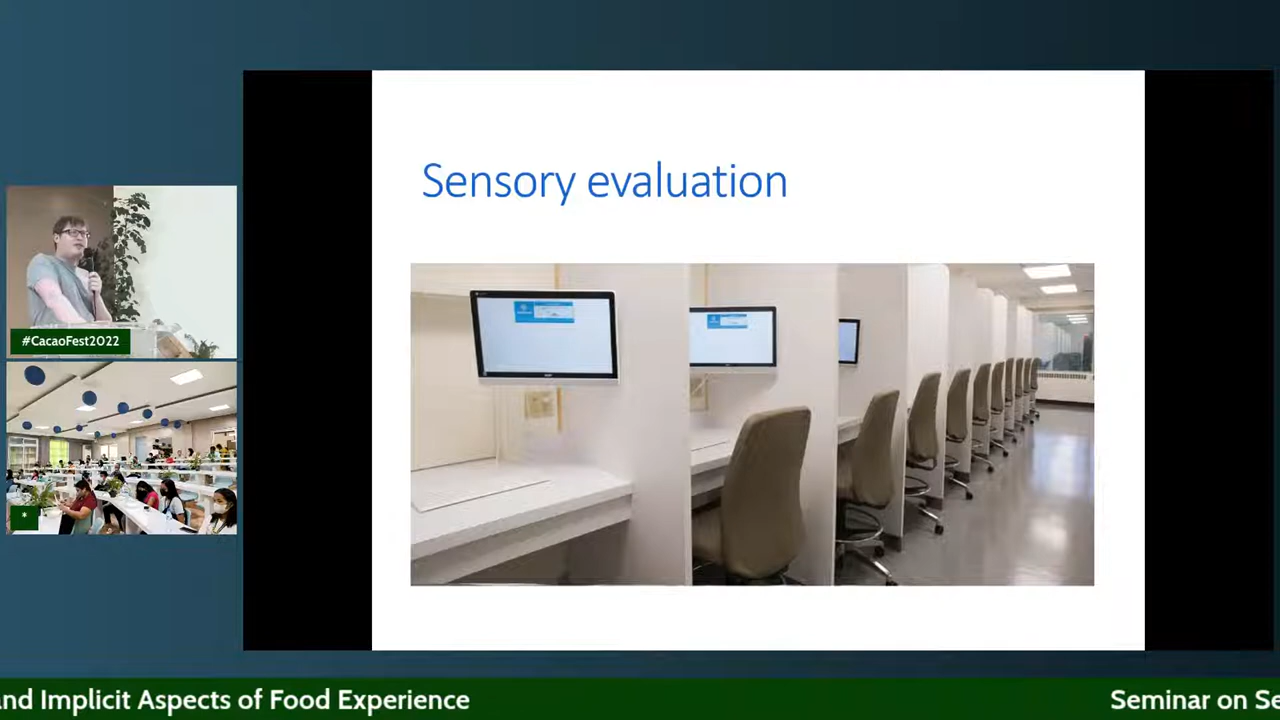 Sensory evaluation
#CacaoFest2022
*
and Implicit Aspects of Food Experience
Seminar on Se